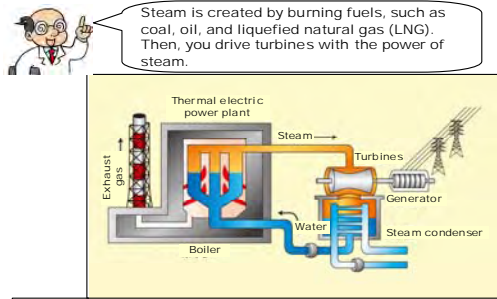 Steam is created by burning fuels, such as
coal, oil, and liquefied natural gas (LNG).
Then, you drive turbines with the power of
steam.
Thermal electric
power plant
Steam
Turbines
Exhaust
gas
Generator
Water
Steam condenser
Boiler